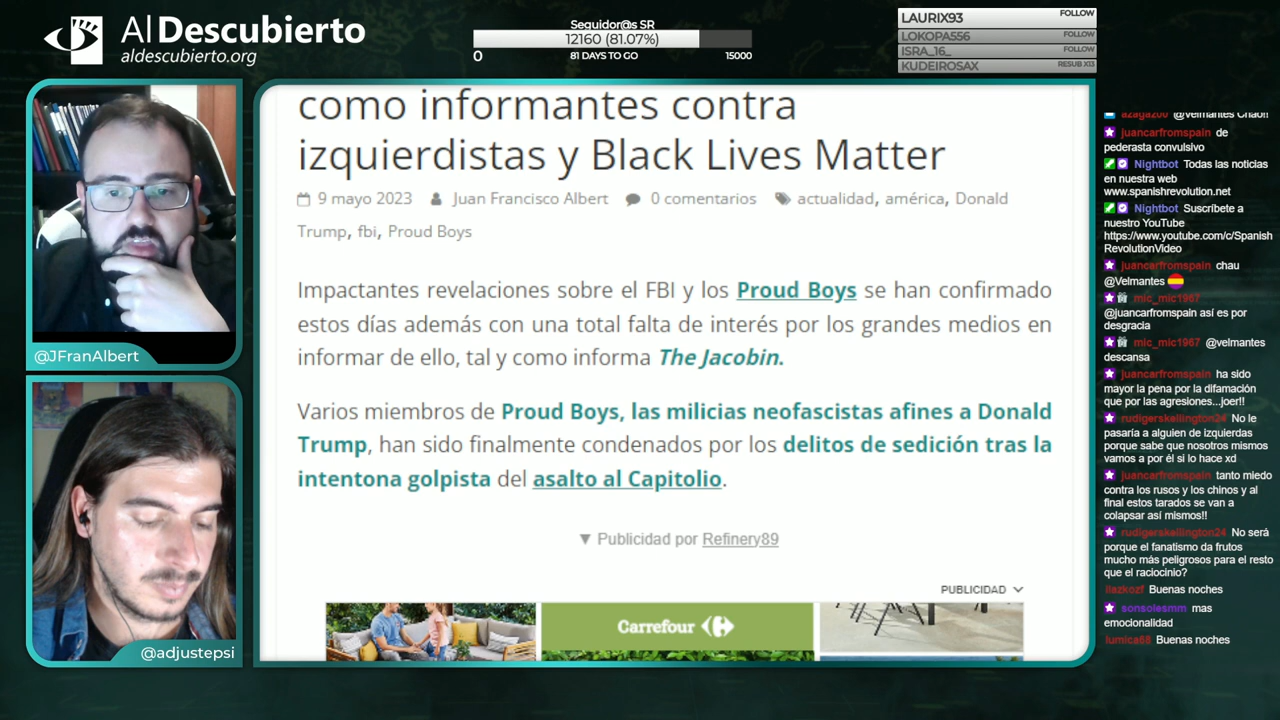 Al Descubierto
aldescubierto.org
Seguidor@s SR
12160 (81.07%)
0
81 DAYS TO GO
15000
LAURIX93 FOLLOW
LOKOPA556 FOLLOW
ISRA_16_ FOLLOW
KUDEIROSAX RESUB X13
@JFranAlbert
@adjustepsi
como informantes contra
izquierdistas y Black Lives Matter
9 mayo 2023 Juan Francisco Albert 0 comentarios actualidad, américa, Donald
Trump, fbi, Proud Boys
Impactantes revelciones sobre el FBI y los Proud Boys se han confirmado
estos días además con una total falta de interés por los grandes medios en
informar de ello, tal y como informa The Jacobin.
Varios miembros de Proud Boys, las milicias neofascistas afines a Donald
Trump, han sido finalmente condenados por los delitos de sedición tras la
intentona golpista del asalto al Capitolio.
▼ Publicidad por Refinery89
PUBLICIDAD
Carrefour
@Velmantes Chao!!
juancarfromspain de
pederasta convulsivo
Nightbot Todas las noticias
en nuestra web
www.spanishrevolution.net
Nightbot Suscríbete a
nuestro YouTube
https://www.youtube.com/c/Spanish
RevolutionVideo
juancarfromspain chau
@Velmantes
mic_mic1967
@juancarfromspain así es por
desgracia
mic_mic1967 @velmantes
descansa
juancarfromspain ha sido
mayor la pena por la difamación
que por las agresiones...joer!!
rudigerskellington24 No le
pasaría a alguien de izquierdas
porque sabe que nosotros mismos
vamos a por él si lo hace xd
juancarfromspain tanto miedo
contra los rusos y los chinos y al
final estos tarados se van a
colapsar así mismos!!
rudigerskellington24 No será
porque el fanatismo da frutos
mucho más peligrosos para el resto
que el raciocinio?
ilazkozf Buenas noches
sonsolesmm mas
emocionalidad
lumica68 Buenas noches